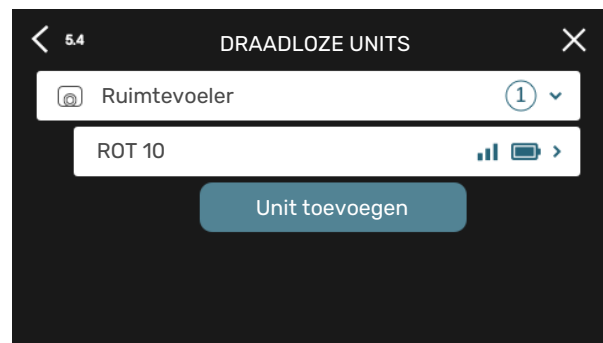 5.4
DRAADLOZE UNITS
Ruimtevoeler
1
ROT 10
Unit toevoegen